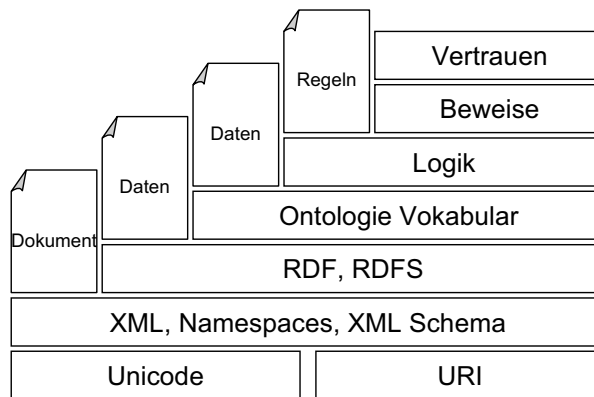 Vertrauen
Regeln
Beweise
Daten
Logik
Daten
Ontologie Vokabular
Dokument
RDF, RDFS
XML, Namespaces, XML Schema
Unicode
URI